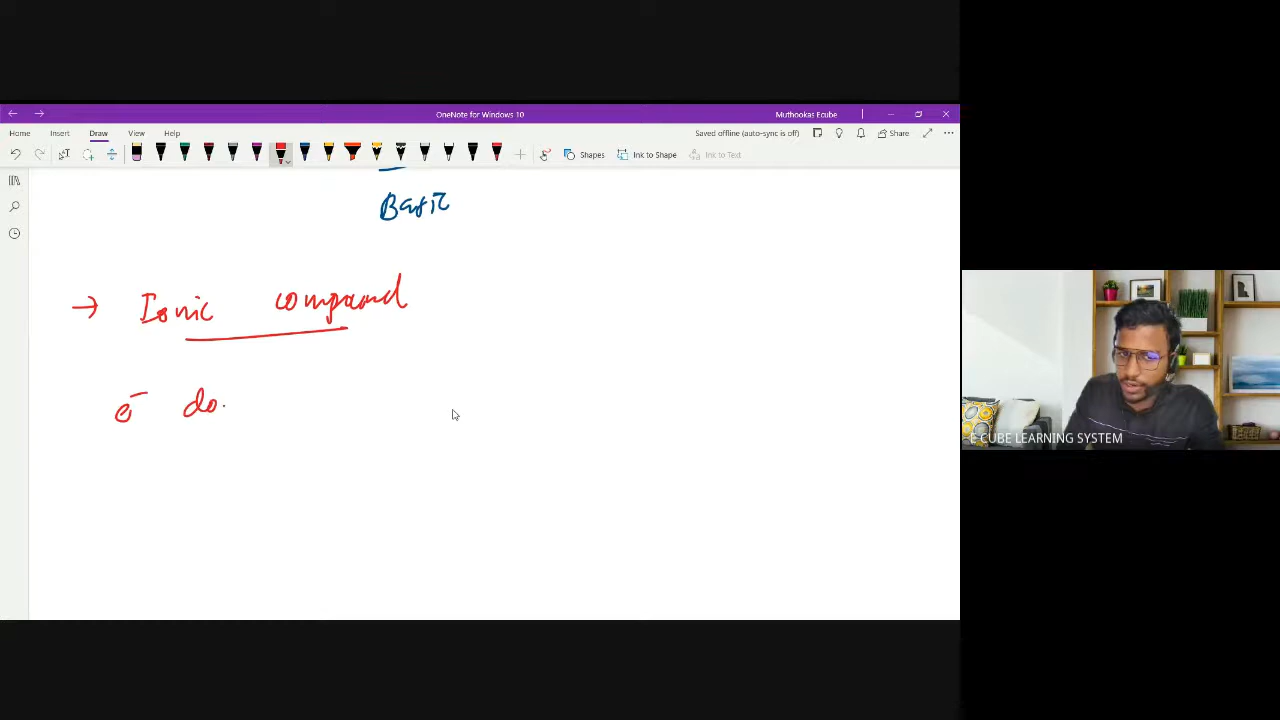 OneNote for Windows 10
Muthookas Ecube
Home Insert Draw View Help
Saved offline (auto-sync is off)
Share
Shapes
Ink to Shape
Ink to Text
Basic
→ Ionic compound
e⁻ do
E CUBE LEARNING SYSTEM